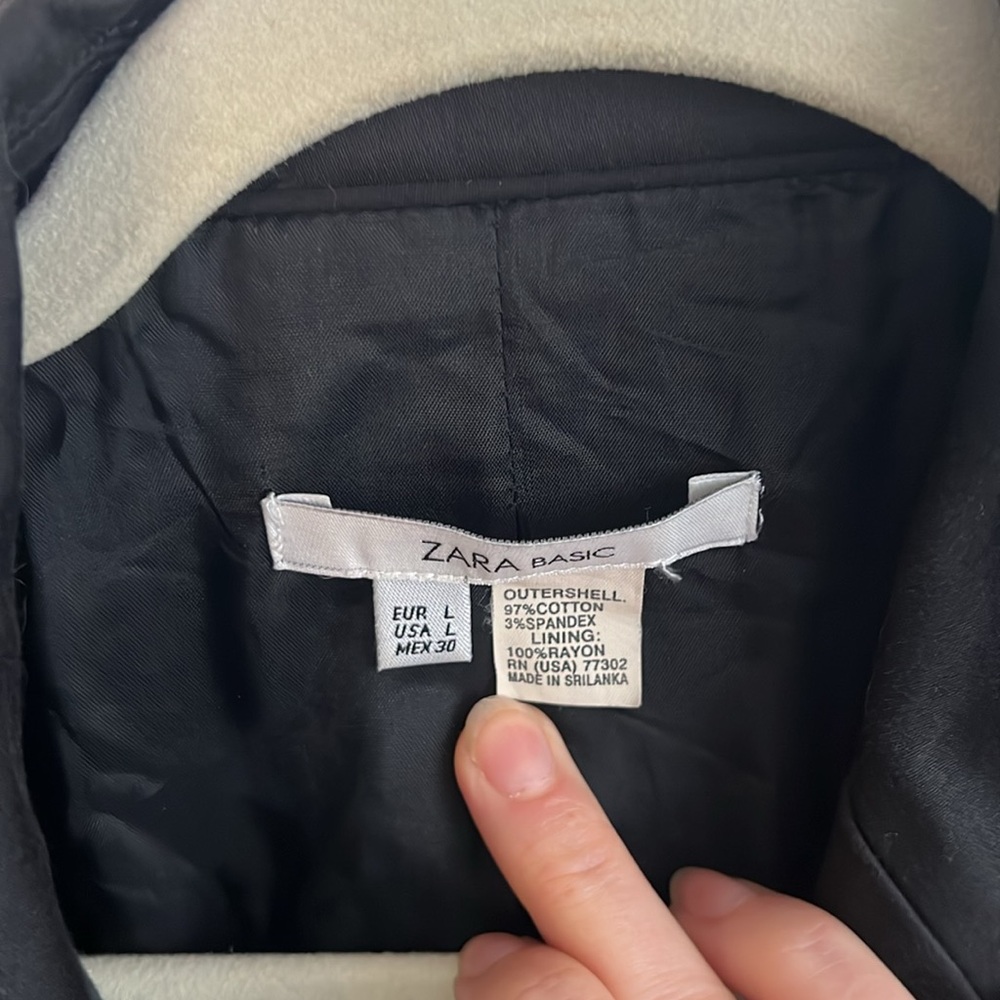 ZARA BASIC
EUR L
USA L
MEX 30
OUTERSHELL.
97%COTTON
3%SPANDEX
LINING:
100%RAYON
RN (USA) 77302
MADE IN SRILANKA